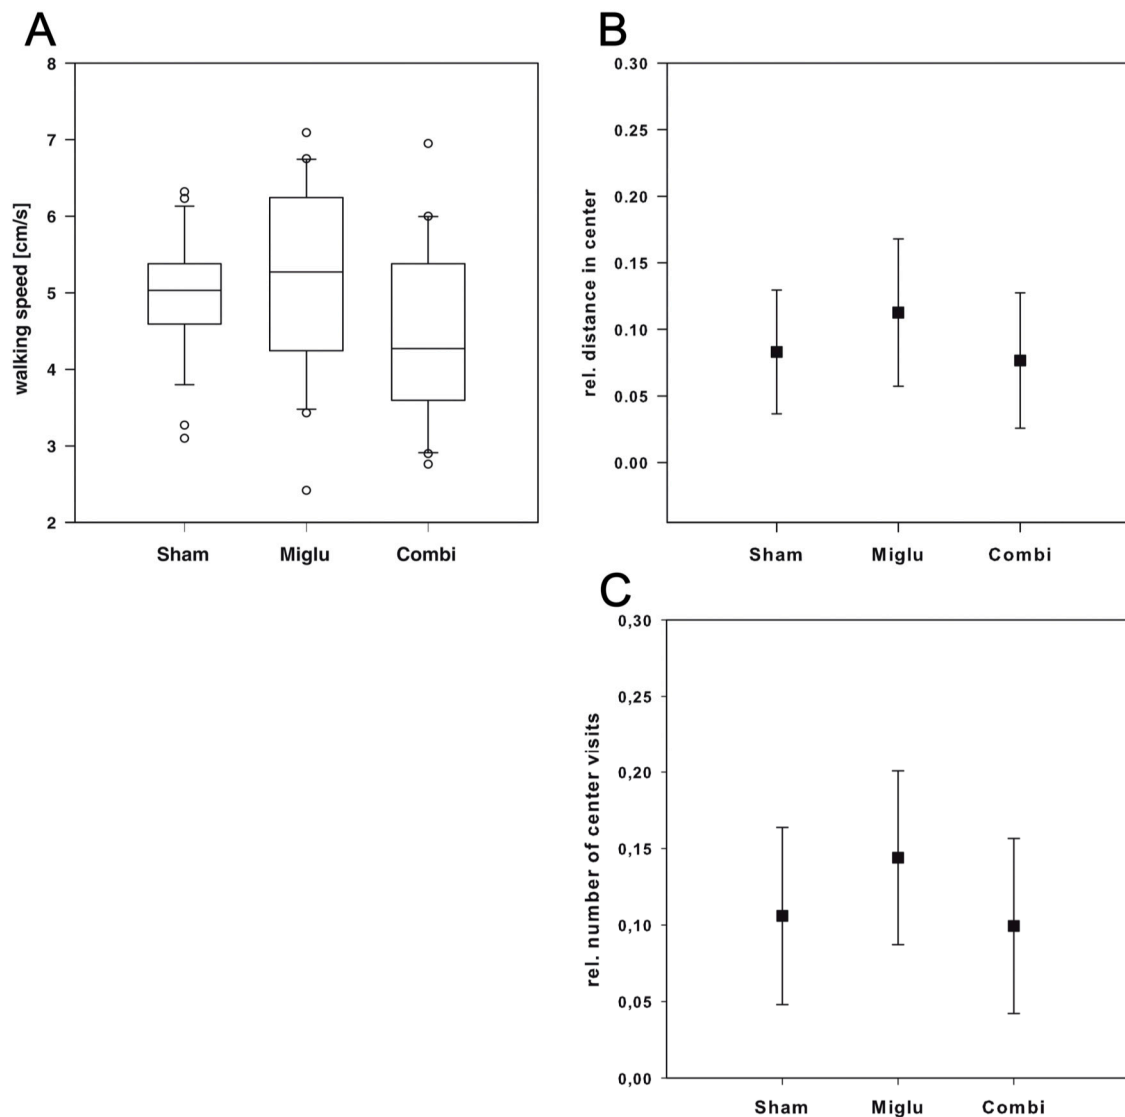 A
8
7
6
5
4
3
2
walking speed [cm/s]
Sham Miglu Combi
B
0.30
0.25
0.20
0.15
0.10
0.05
0.00
rel. distance in center
Sham Miglu Combi
C
0,30
0,25
0,20
0,15
0,10
0,05
0,00
rel. number of center visits
Sham Miglu Combi